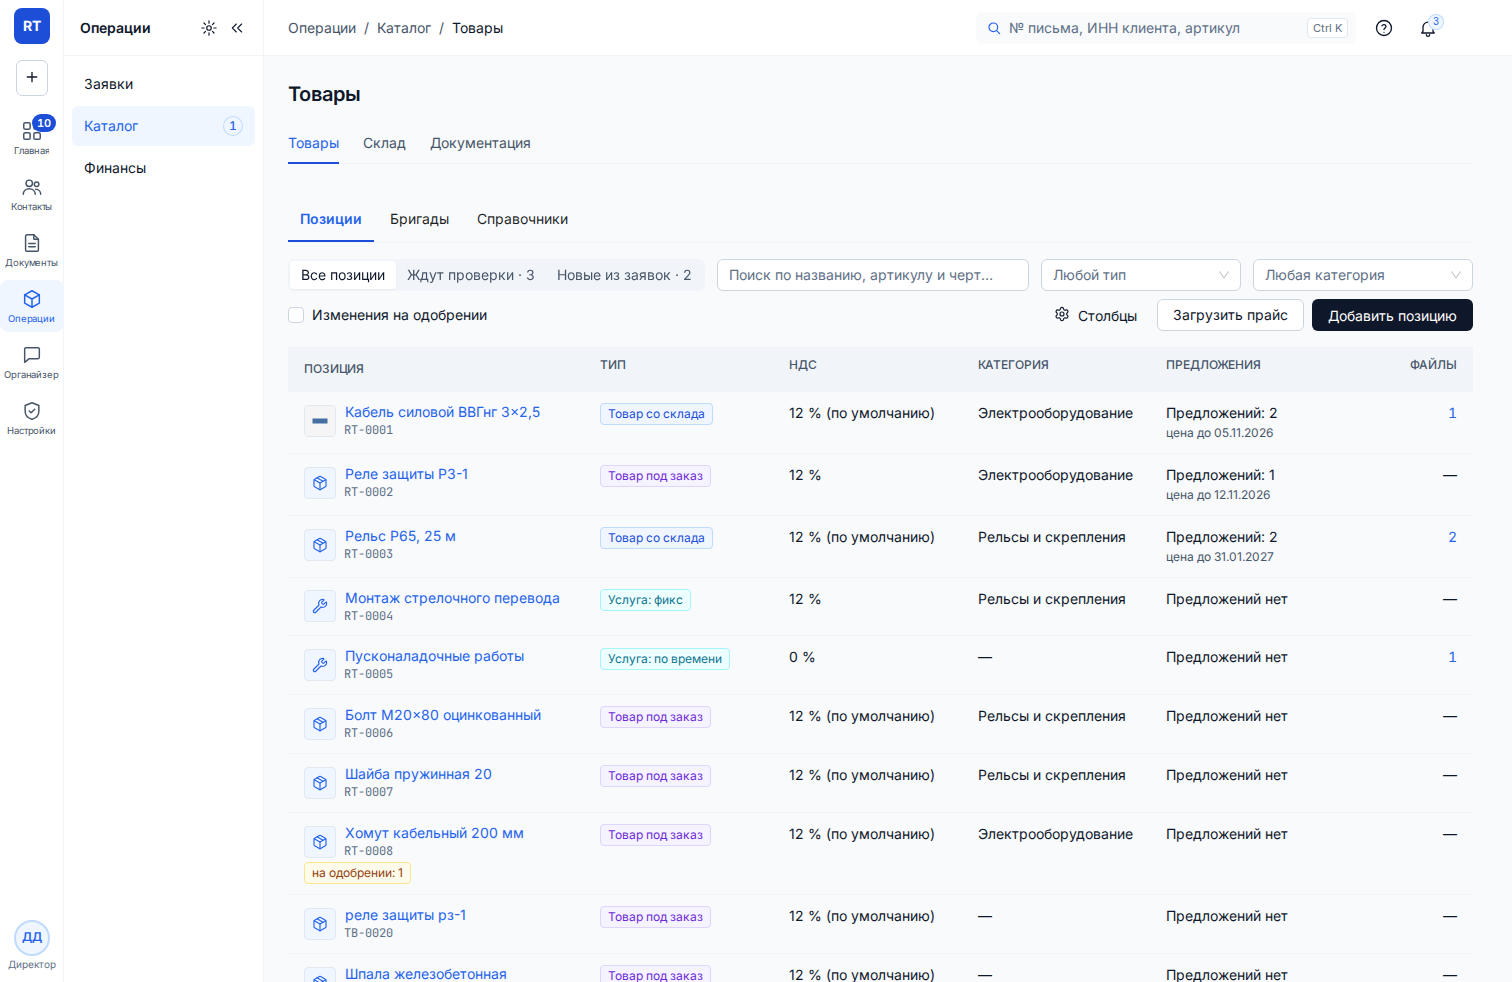 RT
Операции
Операции / Каталог / Товары
№ письма, ИНН клиента, артикул
Ctrl K
3
10
Главная
Контакты
Документы
Операции
Органайзер
Настройки
ДД
Директор
Заявки
Каталог 1
Финансы
Товары
Товары Склад Документация
Позиции Бригады Справочники
Все позиции Ждут проверки · 3 Новые из заявок · 2 Поиск по названию, артикулу и черт... Любой тип Любая категория
Изменения на одобрении Столбцы Загрузить прайс Добавить позицию
ПОЗИЦИЯ ТИП НДС КАТЕГОРИЯ ПРЕДЛОЖЕНИЯ ФАЙЛЫ
Кабель силовой ВВГнг 3×2,5 Товар со склада 12 % (по умолчанию) Электрооборудование Предложений: 2 1
RT-0001 цена до 05.11.2026
Реле защиты РЗ-1 Товар под заказ 12 % Электрооборудование Предложений: 1 —
RT-0002 цена до 12.11.2026
Рельс Р65, 25 м Товар со склада 12 % (по умолчанию) Рельсы и скрепления Предложений: 2 2
RT-0003 цена до 31.01.2027
Монтаж стрелочного перевода Услуга: фикс 12 % Рельсы и скрепления Предложений нет —
RT-0004
Пусконаладочные работы Услуга: по времени 0 % — Предложений нет 1
RT-0005
Болт М20×80 оцинкованный Товар под заказ 12 % (по умолчанию) Рельсы и скрепления Предложений нет —
RT-0006
Шайба пружинная 20 Товар под заказ 12 % (по умолчанию) Рельсы и скрепления Предложений нет —
RT-0007
Хомут кабельный 200 мм Товар под заказ 12 % (по умолчанию) Электрооборудование Предложений нет —
RT-0008
на одобрении: 1
реле защиты рз-1 Товар под заказ 12 % (по умолчанию) — Предложений нет —
ТВ-0020
Шпала железобетонная Товар под заказ 12 % (по умолчанию) — Предложений нет —